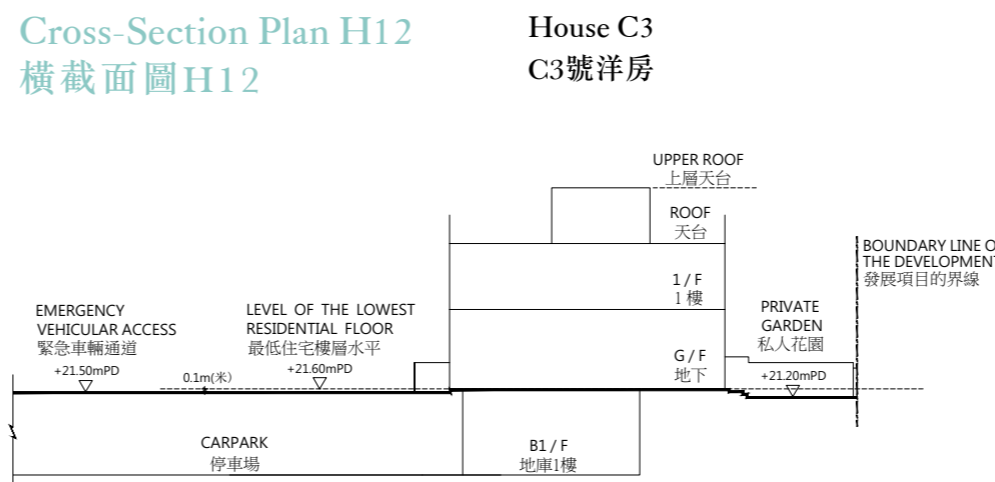 Cross-Section Plan H12
橫截面圖H12
House C3
C3號洋房
UPPER ROOF
上層天台
ROOF
天台
BOUNDARY LINE O
THE DEVELOPMENT
發展項目的界線
1/F
1樓
EMERGENCY
VEHICULAR ACCESS
緊急車輛通道
+21.50mPD
0.1m(米)
LEVEL OF THE LOWEST
RESIDENTIAL FLOOR
最低住宅樓層水平
+21.60mPD
PRIVATE
GARDEN
私人花園
+21.20mPD
G/F
地下
CARPARK
停車場
B1/F
地庫1樓